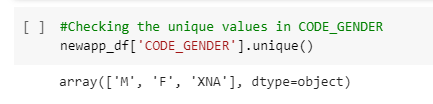 [ ] #Checking the unique values in CODE_GENDER
newapp_df['CODE_GENDER'].unique()
array(['M', 'F', 'XNA'], dtype=object)